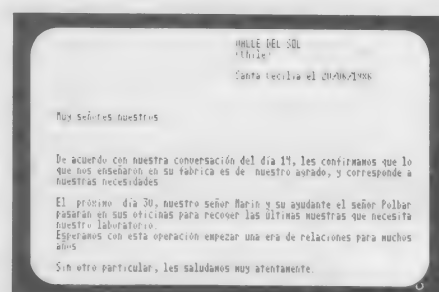 VALLE DEL SOL
(Chile)
Santa Cecilia el 20/06/1986
Muy señores nuestros
De acuerdo con nuestra conversación del día 14, les confirmamos que lo
que nos enseñaron en su fabrica es de nuestro agrado, y corresponde a
nuestras necesidades
El próximo día 30, nuestro señor Marin y su ayudante el señor Polbar
pasarán en sus oficinas para recoger las últimas muestras que necesita
nuestro laboratorio.
Esperamos con esta operación empezar una era de relaciones para muchos
años
Sin otro particular, les saludamos muy atentamente.